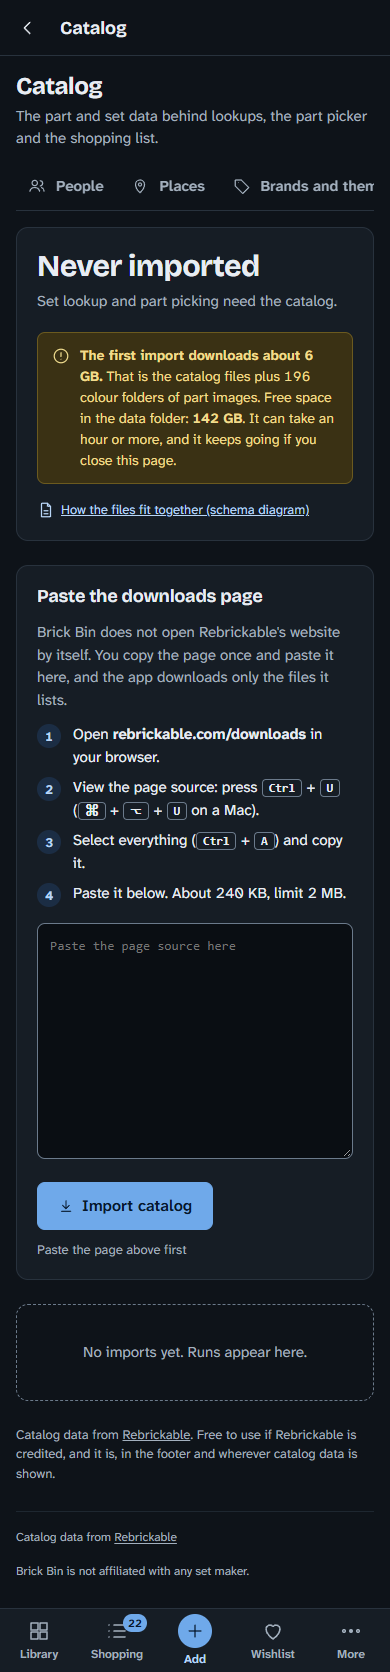 Catalog
Catalog
The part and set data behind lookups, the part picker
and the shopping list.
People
Places
Brands and them
Never imported
Set lookup and part picking need the catalog.
The first import downloads about 6
GB. That is the catalog files plus 196
colour folders of part images. Free space
in the data folder: 142 GB. It can take an
hour or more, and it keeps going if you
close this page.
How the files fit together (schema diagram)
Paste the downloads page
Brick Bin does not open Rebrickable's website
by itself. You copy the page once and paste it
here, and the app downloads only the files it
lists.
1 Open rebrickable.com/downloads in
your browser.
2 View the page source: press Ctrl + U
(⌘ + ⌥ + U on a Mac).
3 Select everything (Ctrl + A) and copy
it.
4 Paste it below. About 240 KB, limit 2 MB.
Paste the page source here
Import catalog
Paste the page above first
No imports yet. Runs appear here.
Catalog data from Rebrickable. Free to use if Rebrickable is
credited, and it is, in the footer and wherever catalog data is
shown.
Catalog data from Rebrickable
Brick Bin is not affiliated with any set maker.
22
Library
Shopping
Add
Wishlist
More